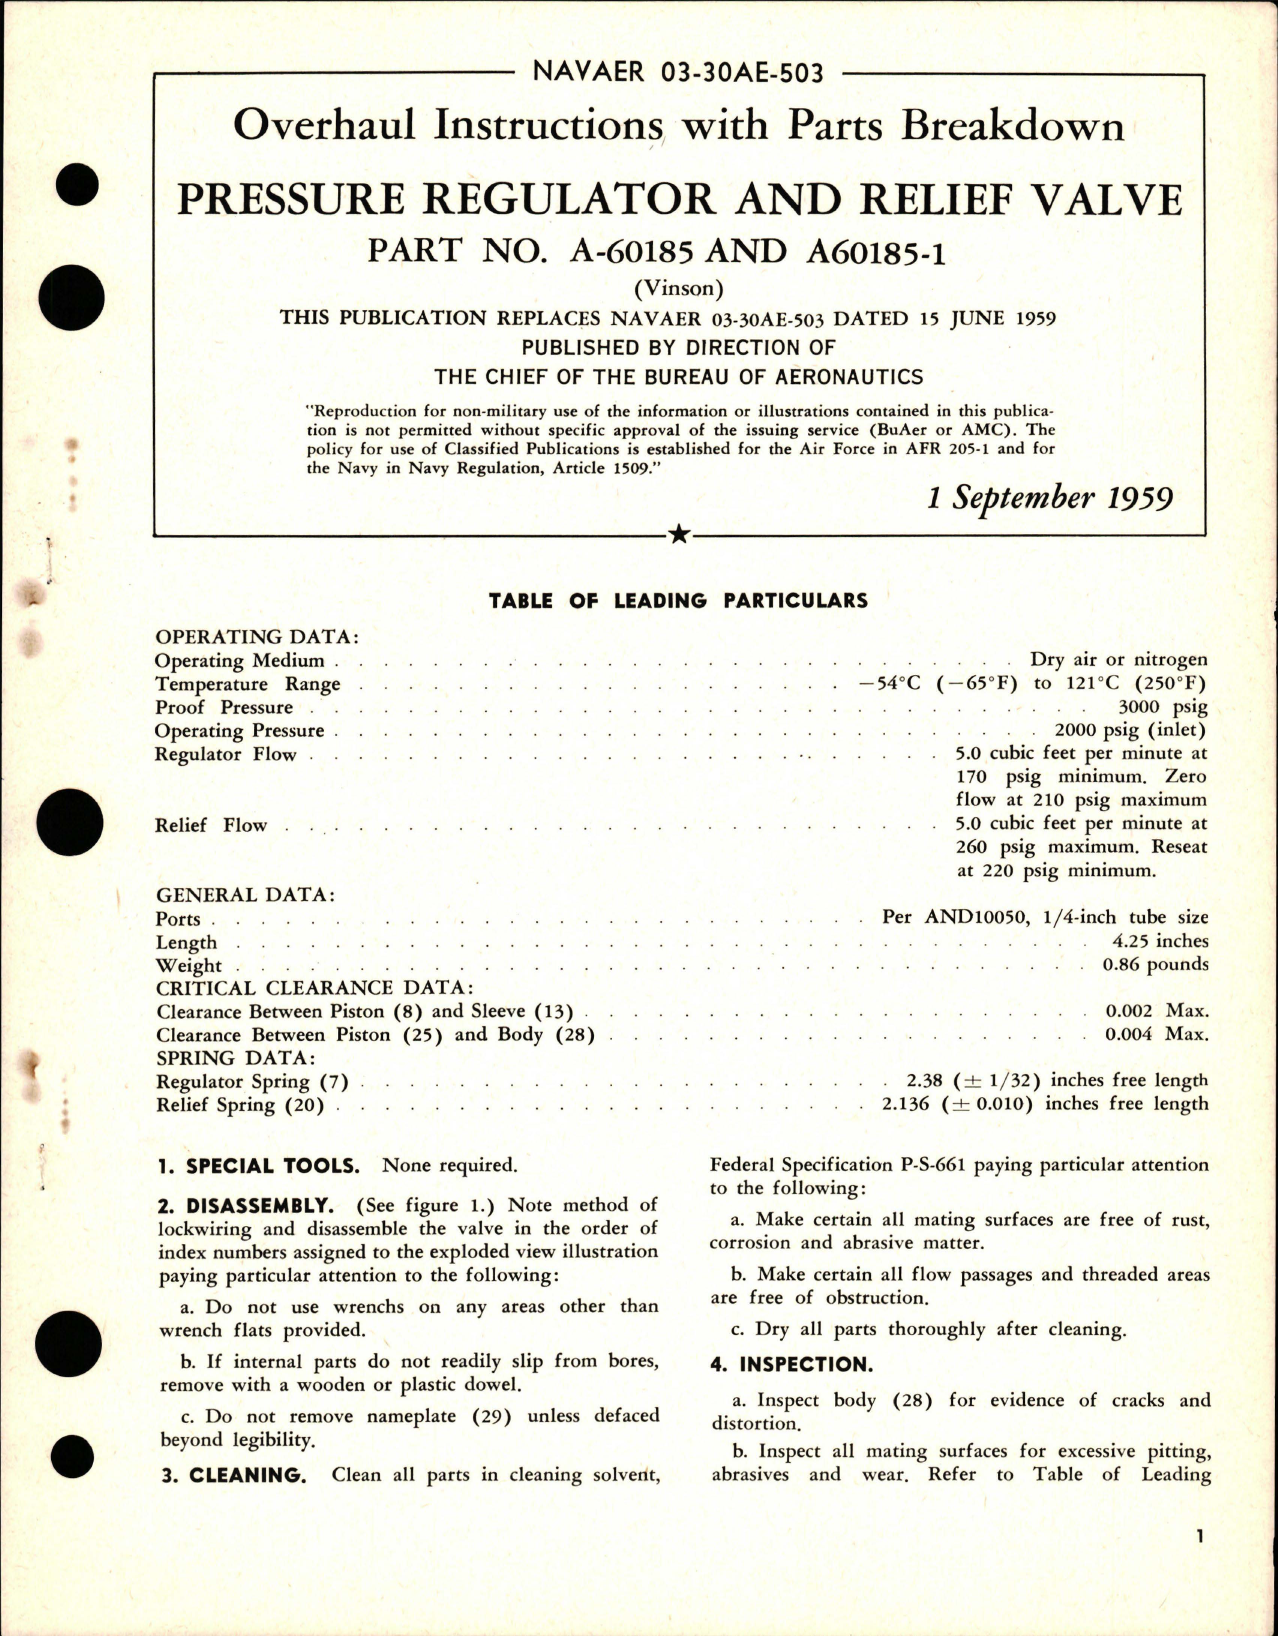 NAVAER 03-30AE-503
Overhaul Instructions with Parts Breakdown
PRESSURE REGULATOR AND RELIEF VALVE
PART NO. A-60185 AND A60185-1
(Vinson)
THIS PUBLICATION REPLACES NAVAER 03-30AE-503 DATED 15 JUNE 1959
PUBLISHED BY DIRECTION OF
THE CHIEF OF THE BUREAU OF AERONAUTICS
"Reproduction for non-military use of the information or illustrations contained in this publica-
tion is not permitted without specific approval of the issuing service (BuAer or AMC). The
policy for use of Classified Publications is established for the Air Force in AFR 205-1 and for
the Navy in Navy Regulation, Article 1509."
1 September 1959
TABLE OF LEADING PARTICULARS
OPERATING DATA:
Operating Medium . . . . . . . . . . Dry air or nitrogen
Temperature Range . . . . . . . . . . −54°C (−65°F) to 121°C (250°F)
Proof Pressure . . . . . . . . . . 3000 psig
Operating Pressure . . . . . . . . . . 2000 psig (inlet)
Regulator Flow . . . . . . . . . . 5.0 cubic feet per minute at
170 psig minimum. Zero
flow at 210 psig maximum
Relief Flow . . . . . . . . . . 5.0 cubic feet per minute at
260 psig maximum. Reseat
at 220 psig minimum.
GENERAL DATA:
Ports . . . . . . . . . . Per AND10050, 1/4-inch tube size
Length . . . . . . . . . . 4.25 inches
Weight . . . . . . . . . . 0.86 pounds
CRITICAL CLEARANCE DATA:
Clearance Between Piston (8) and Sleeve (13) . . . . . . . . . . 0.002 Max.
Clearance Between Piston (25) and Body (28) . . . . . . . . . . 0.004 Max.
SPRING DATA:
Regulator Spring (7) . . . . . . . . . . 2.38 (± 1/32) inches free length
Relief Spring (20) . . . . . . . . . . 2.136 (± 0.010) inches free length
1. SPECIAL TOOLS. None required.
2. DISASSEMBLY. (See figure 1.) Note method of
lockwiring and disassemble the valve in the order of
index numbers assigned to the exploded view illustration
paying particular attention to the following:
a. Do not use wrenchs on any areas other than
wrench flats provided.
b. If internal parts do not readily slip from bores,
remove with a wooden or plastic dowel.
c. Do not remove nameplate (29) unless defaced
beyond legibility.
3. CLEANING. Clean all parts in cleaning solvent,
Federal Specification P-S-661 paying particular attention
to the following:
a. Make certain all mating surfaces are free of rust,
corrosion and abrasive matter.
b. Make certain all flow passages and threaded areas
are free of obstruction.
c. Dry all parts thoroughly after cleaning.
4. INSPECTION.
a. Inspect body (28) for evidence of cracks and
distortion.
b. Inspect all mating surfaces for excessive pitting,
abrasives and wear. Refer to Table of Leading
1